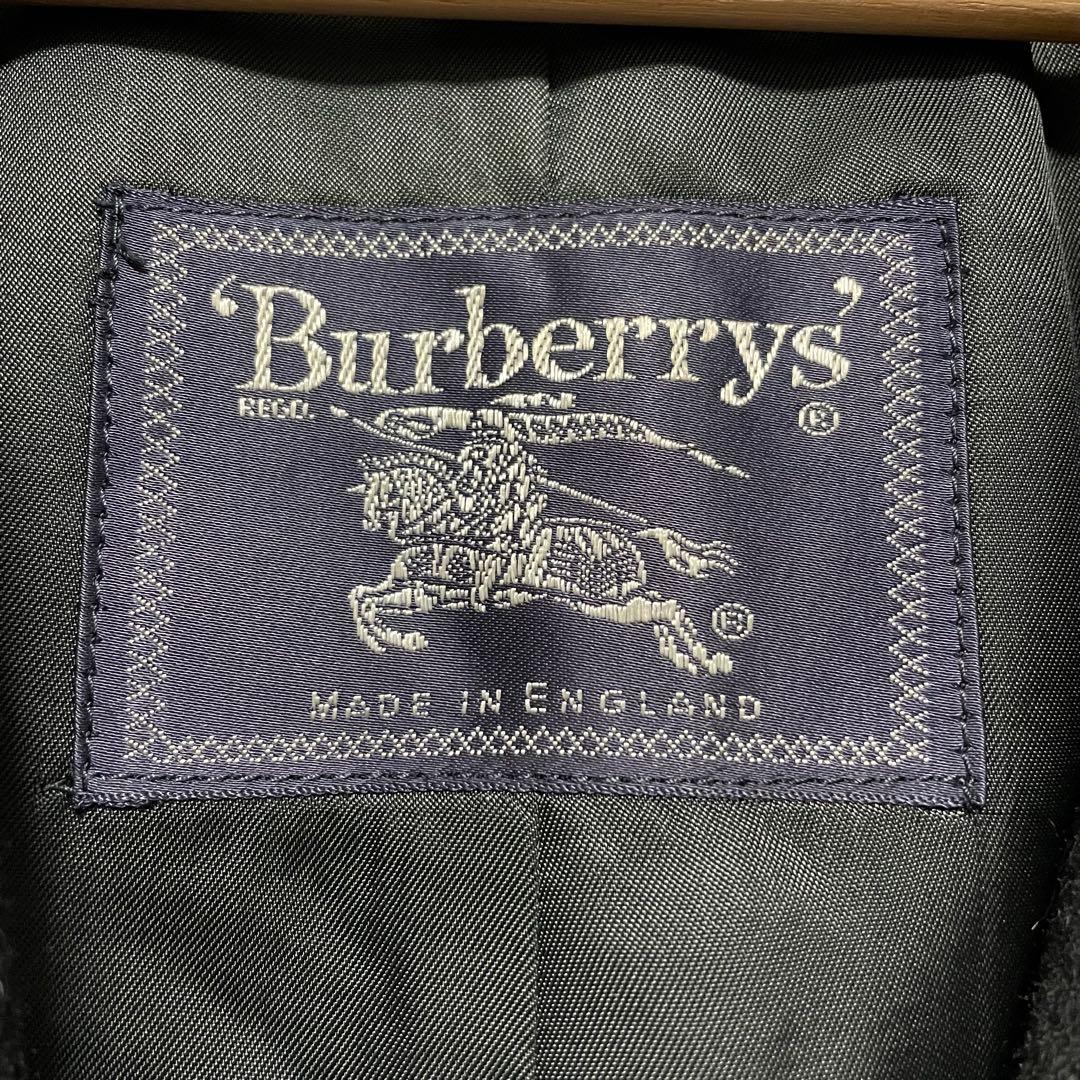 ‘Burberrys’
REGD. ®
®
MADE IN ENGLAND